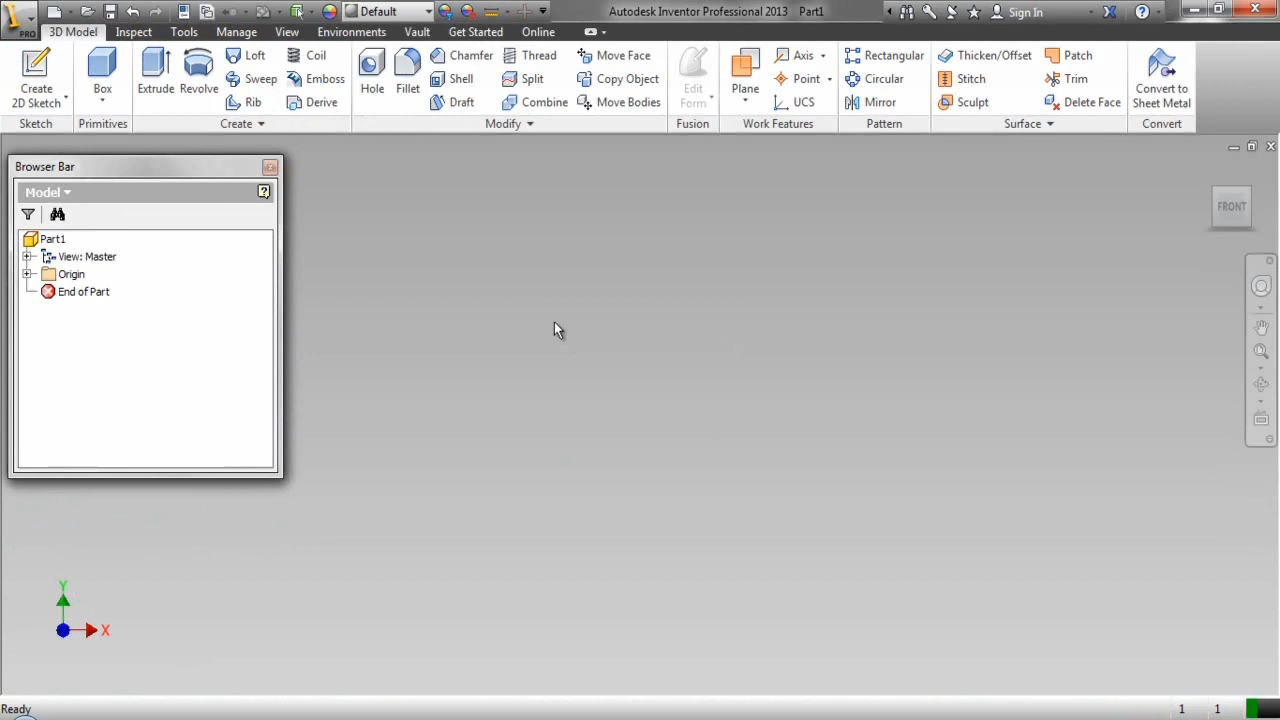 Default
Autodesk Inventor Professional 2013 Part1
Sign In
PRO
3D Model Inspect Tools Manage View Environments Vault Get Started Online
Create 2D Sketch
Box
Extrude
Revolve
Loft
Sweep
Rib
Coil
Emboss
Derive
Hole
Fillet
Chamfer
Shell
Draft
Thread
Split
Combine
Move Face
Copy Object
Move Bodies
Edit Form
Plane
Axis
Point
UCS
Rectangular
Circular
Mirror
Thicken/Offset
Stitch
Sculpt
Patch
Trim
Delete Face
Convert to Sheet Metal
Sketch Primitives Create Modify Fusion Work Features Pattern Surface Convert
Browser Bar
Model
Part1
View: Master
Origin
End of Part
FRONT
Y
X
Ready
1 1